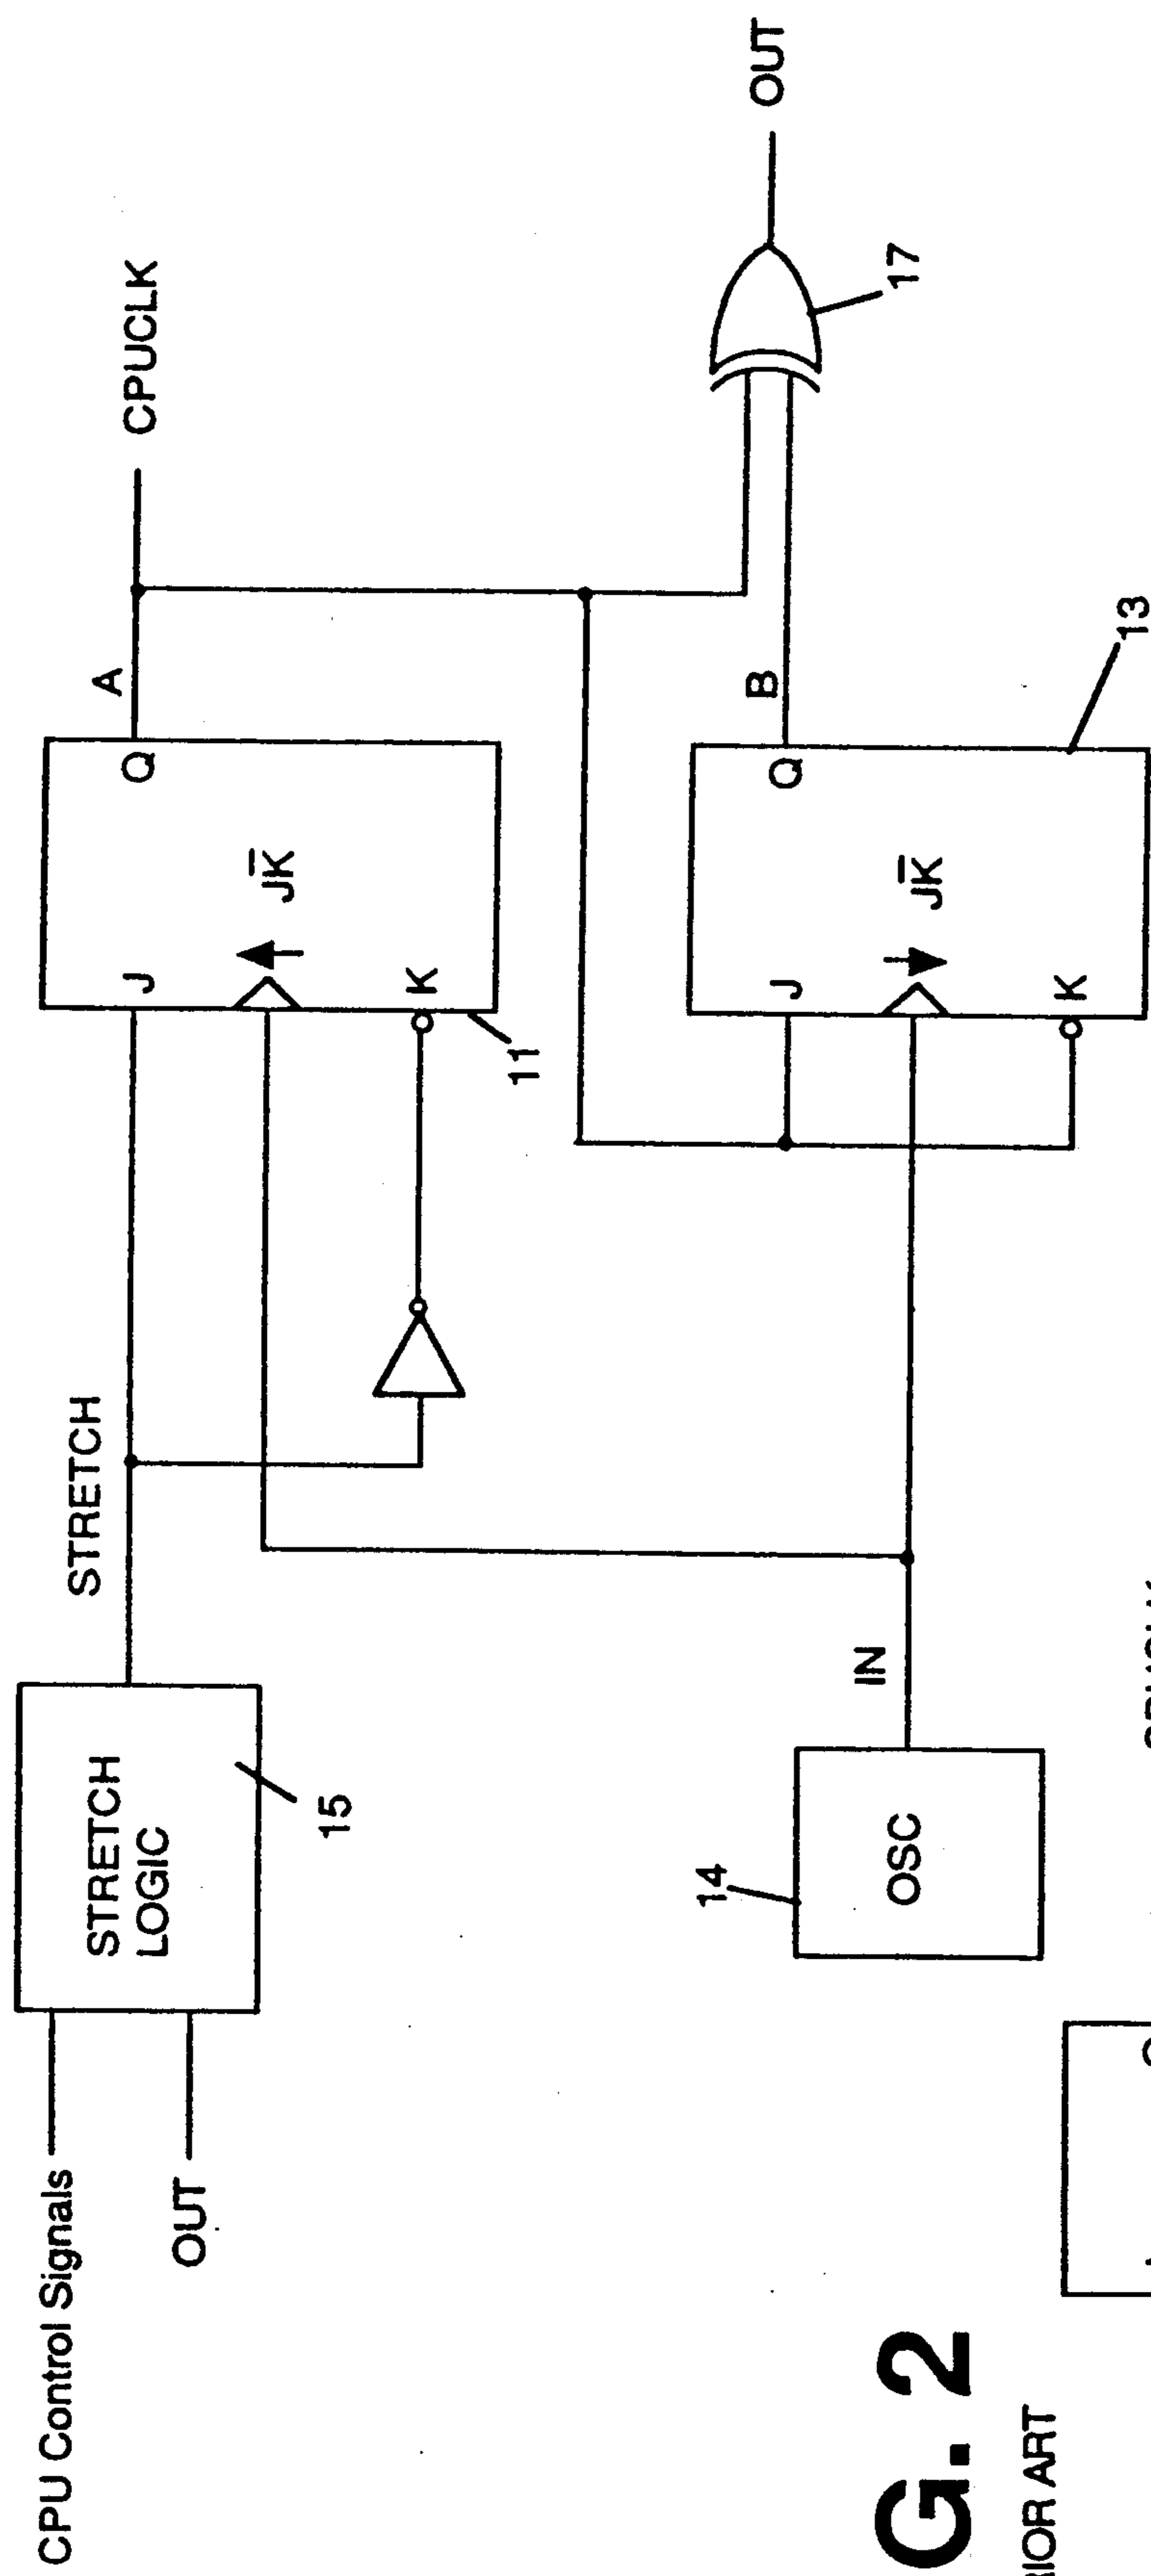 CPU Control Signals
OUT
STRETCH
LOGIC
15
STRETCH
J
Q
JK̅
K
11
A
CPUCLK
14
OSC
IN
J
Q
JK̅
K
13
B
17
OUT
G. 2
IOR ART